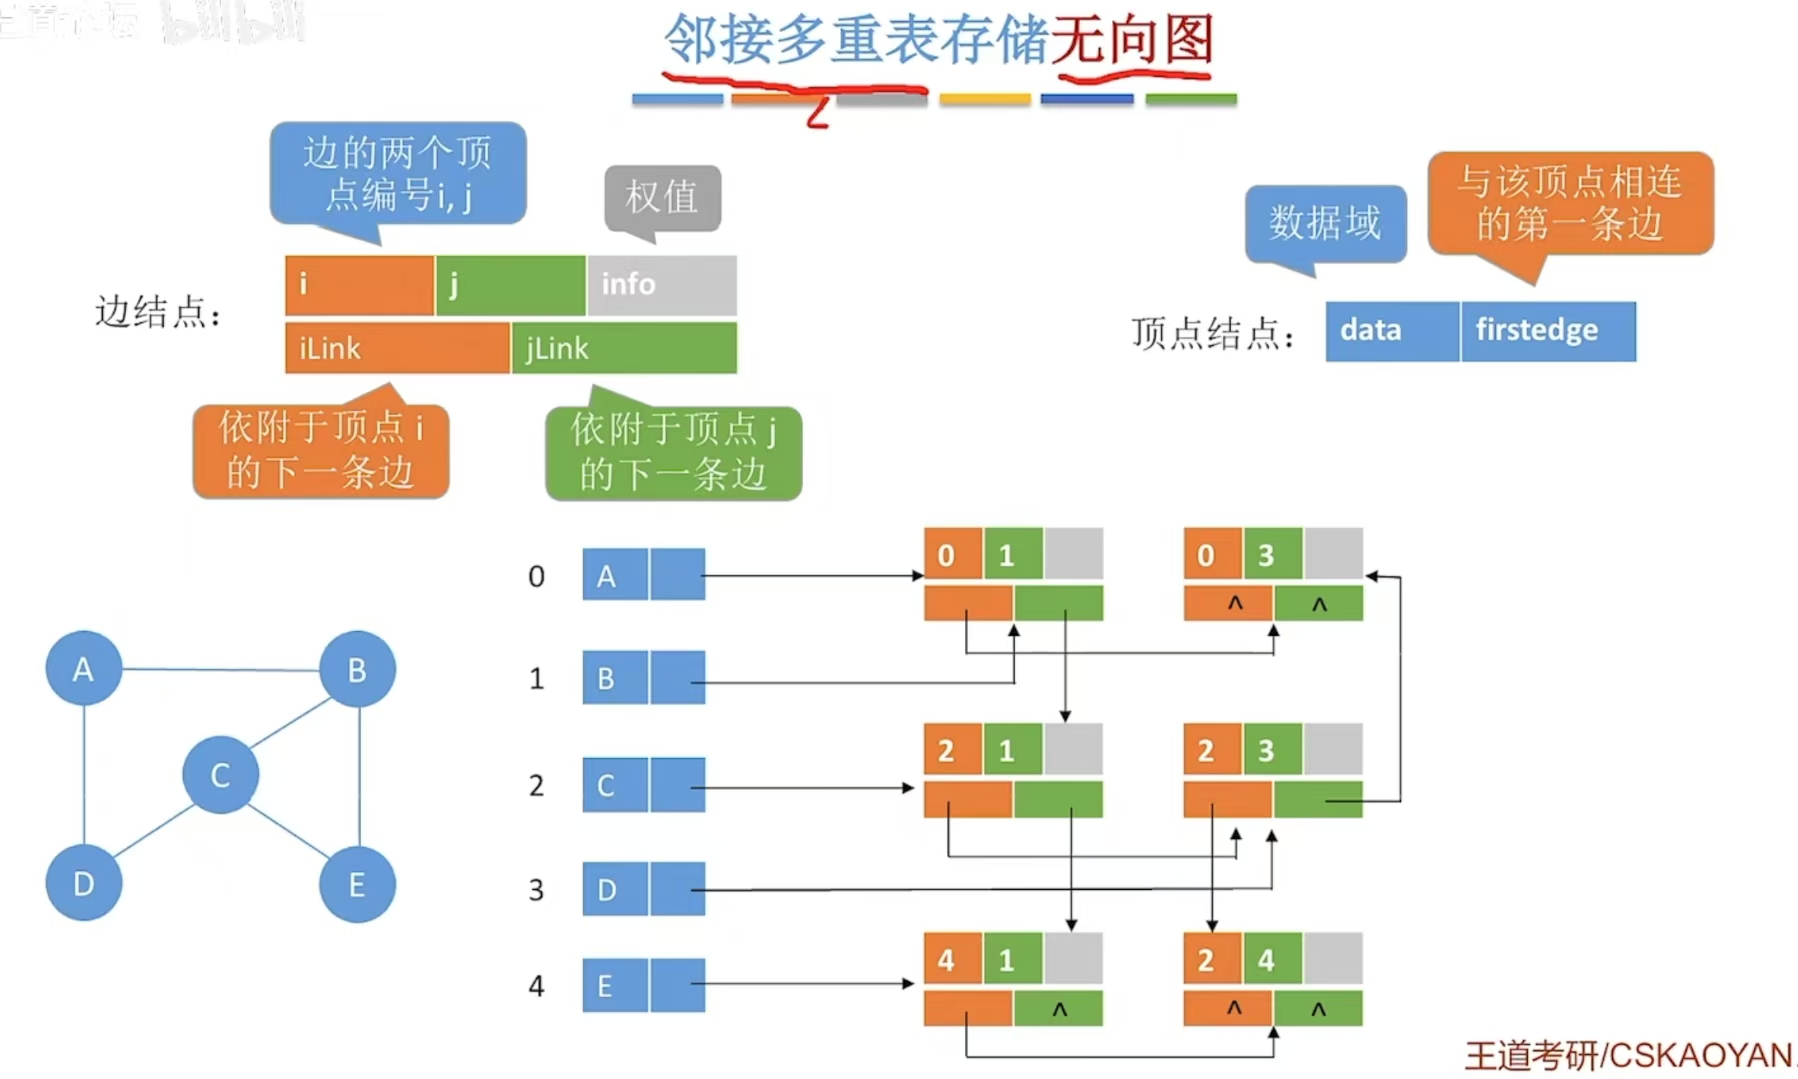 bilibili
邻接多重表存储无向图
边的两个顶
点编号i, j
权值
数据域
与该顶点相连
的第一条边
边结点：
i j info
iLink jLink
顶点结点：
data firstedge
依附于顶点 i
的下一条边
依附于顶点 j
的下一条边
0 A
0 1
0 3
^ ^
1 B
2 C
2 1
2 3
3 D
4 E
4 1
^
2 4
^ ^
A
B
C
D
E
王道考研/CSKAOYAN.